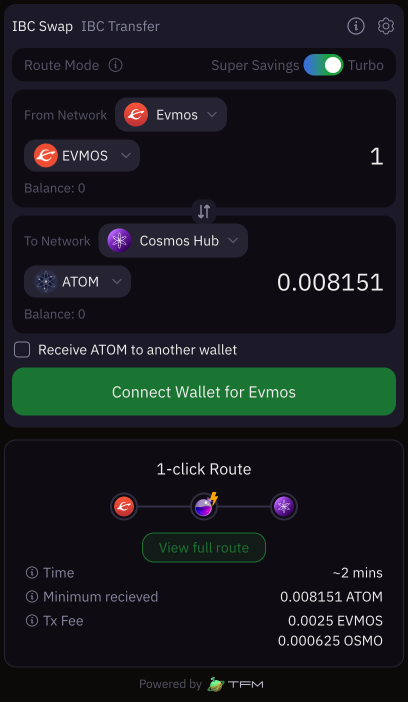 IBC Swap IBC Transfer
Route Mode Super Savings Turbo
From Network Evmos
EVMOS 1
Balance: 0
To Network Cosmos Hub
ATOM 0.008151
Balance: 0
Receive ATOM to another wallet
Connect Wallet for Evmos
1-click Route
View full route
Time ~2 mins
Minimum recieved 0.008151 ATOM
Tx Fee 0.0025 EVMOS
0.000625 OSMO
Powered by TFM